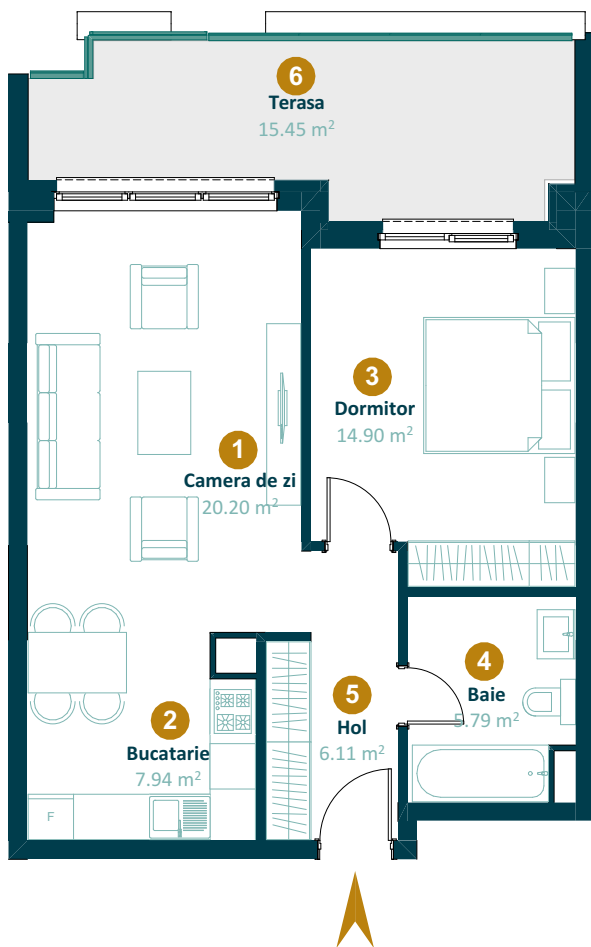 6
Terasa
15.45 m²
3
Dormitor
14.90 m²
1
Camera de zi
20.20 m²
4
Baie
5.79 m²
5
Hol
6.11 m²
2
Bucatarie
7.94 m²
F